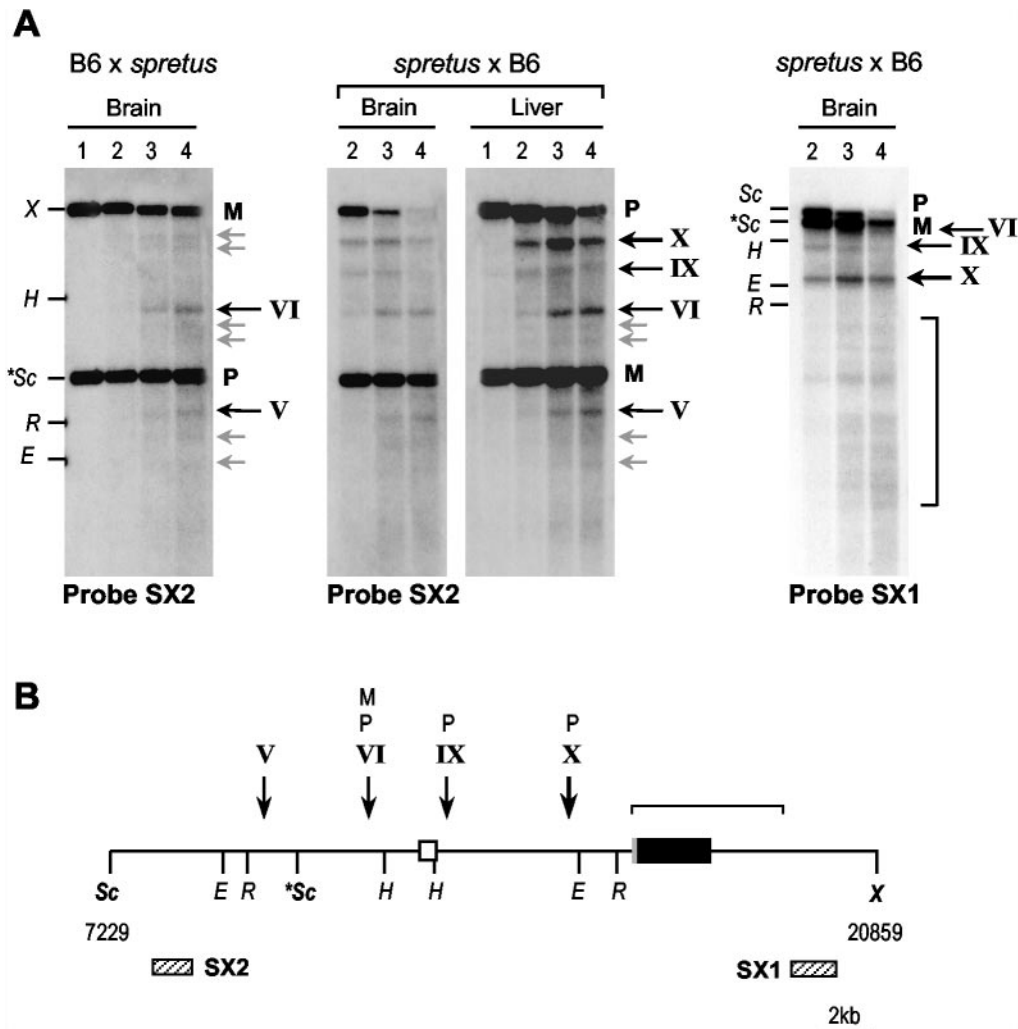 A
B6 x spretus
spretus x B6
spretus x B6
Brain
Brain
Liver
Brain
1 2 3 4
2 3 4
1 2 3 4
2 3 4
X
H
*Sc
R
E
M
VI
P
V
P
X
IX
VI
M
V
Sc
*Sc
H
E
R
P
M
VI
IX
X
Probe SX2
Probe SX2
Probe SX1
B
M
P P P
V VI IX X
Sc E R *Sc H H E R X
7229 20859
SX2 SX1
2kb